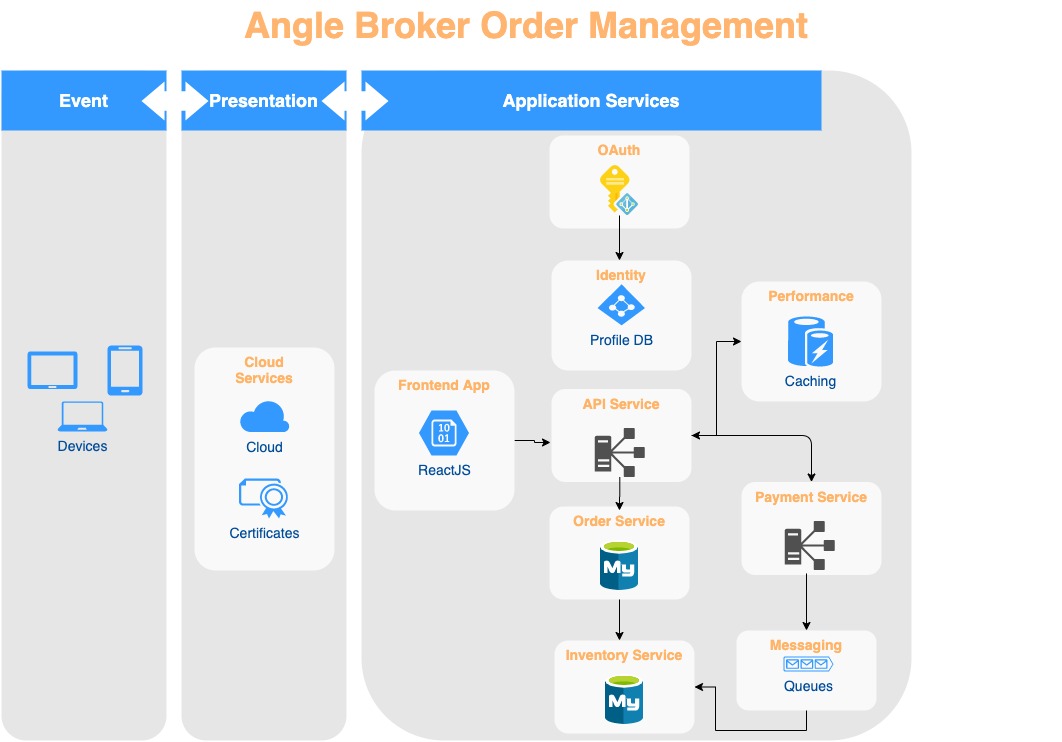 Angle Broker Order Management
Event
Presentation
Application Services
OAuth
Identity
Profile DB
Performance
Caching
Cloud
Services
Cloud
Certificates
Devices
Frontend App
10
01
ReactJS
API Service
Order Service
My
Payment Service
Inventory Service
My
Messaging
Queues